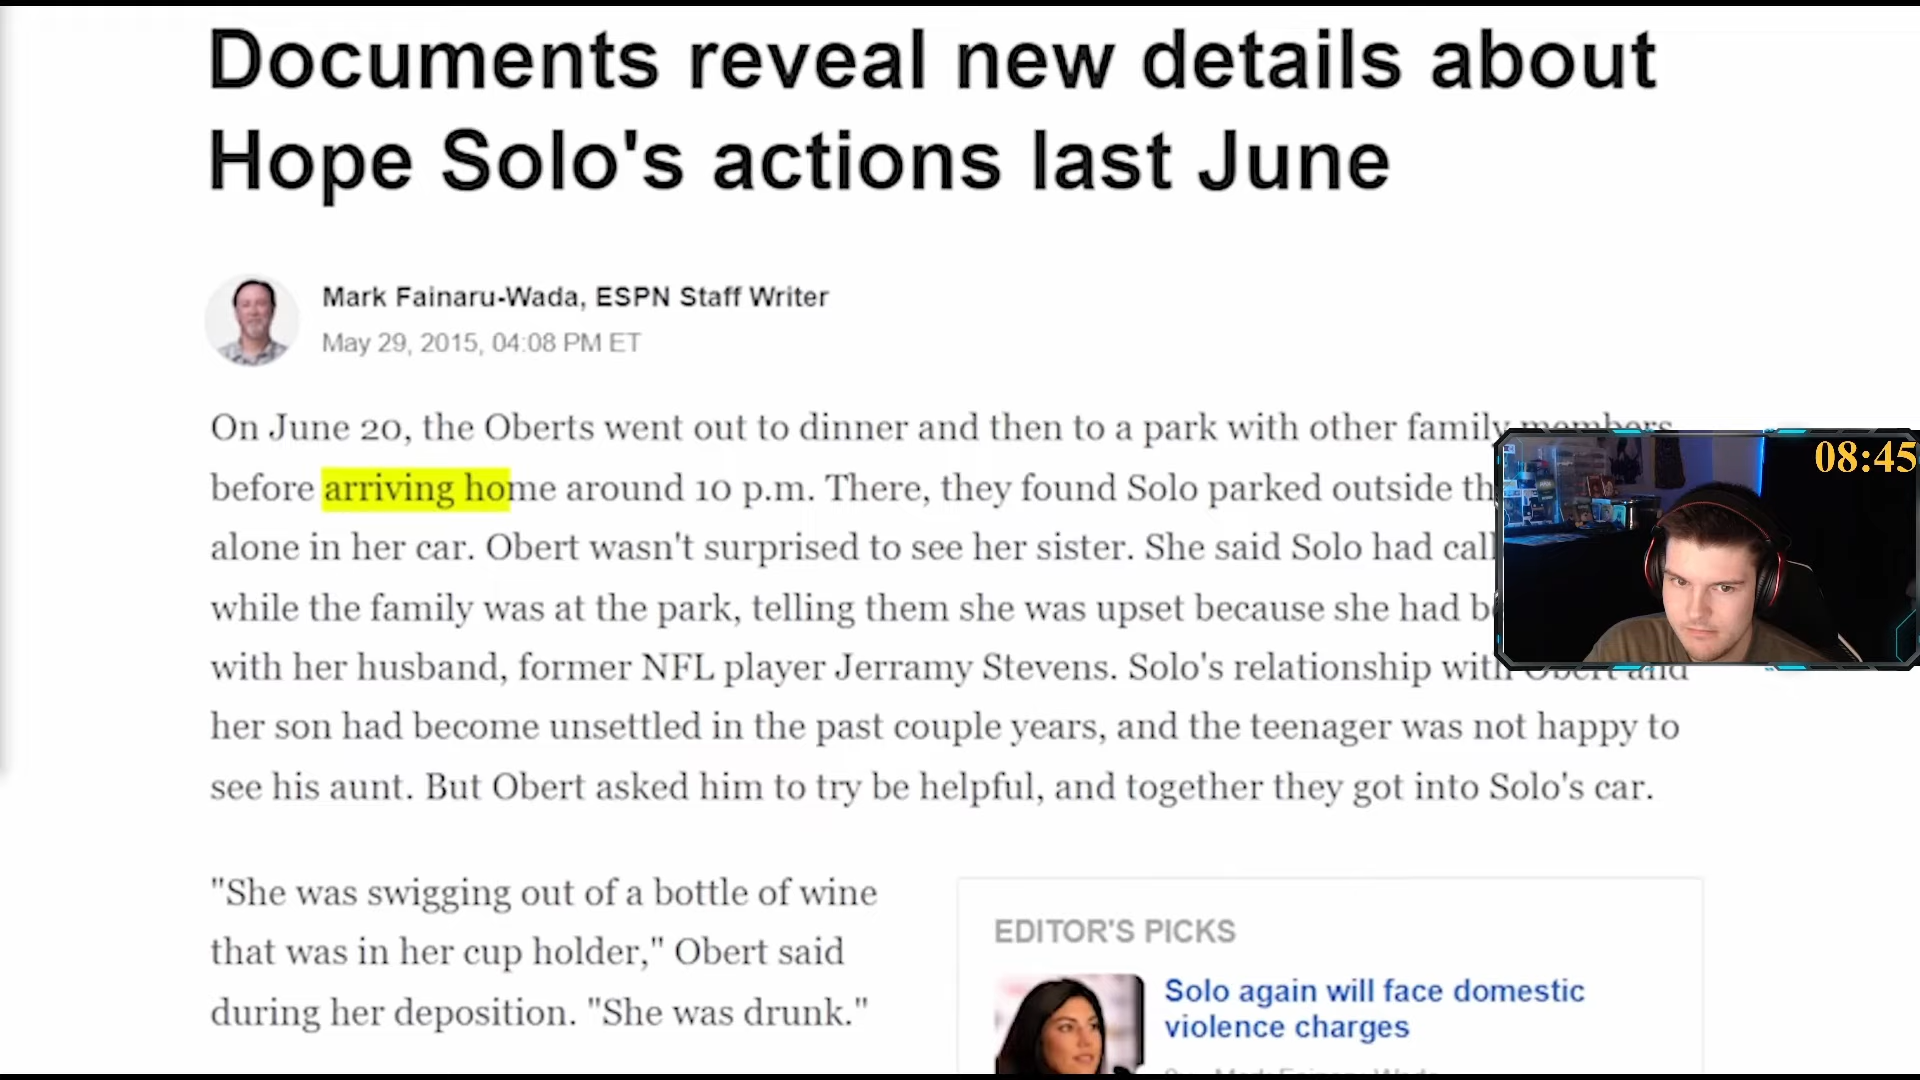 Documents reveal new details about
Hope Solo's actions last June
Mark Fainaru-Wada, ESPN Staff Writer
May 29, 2015, 04:08 PM ET
On June 20, the Oberts went out to dinner and then to a park with other family members
before arriving home around 10 p.m. There, they found Solo parked outside th
08:45
alone in her car. Obert wasn't surprised to see her sister. She said Solo had call
while the family was at the park, telling them she was upset because she had b
with her husband, former NFL player Jerramy Stevens. Solo's relationship with Obert and
her son had become unsettled in the past couple years, and the teenager was not happy to
see his aunt. But Obert asked him to try be helpful, and together they got into Solo's car.
"She was swigging out of a bottle of wine
that was in her cup holder," Obert said
during her deposition. "She was drunk."
EDITOR'S PICKS
Solo again will face domestic
violence charges